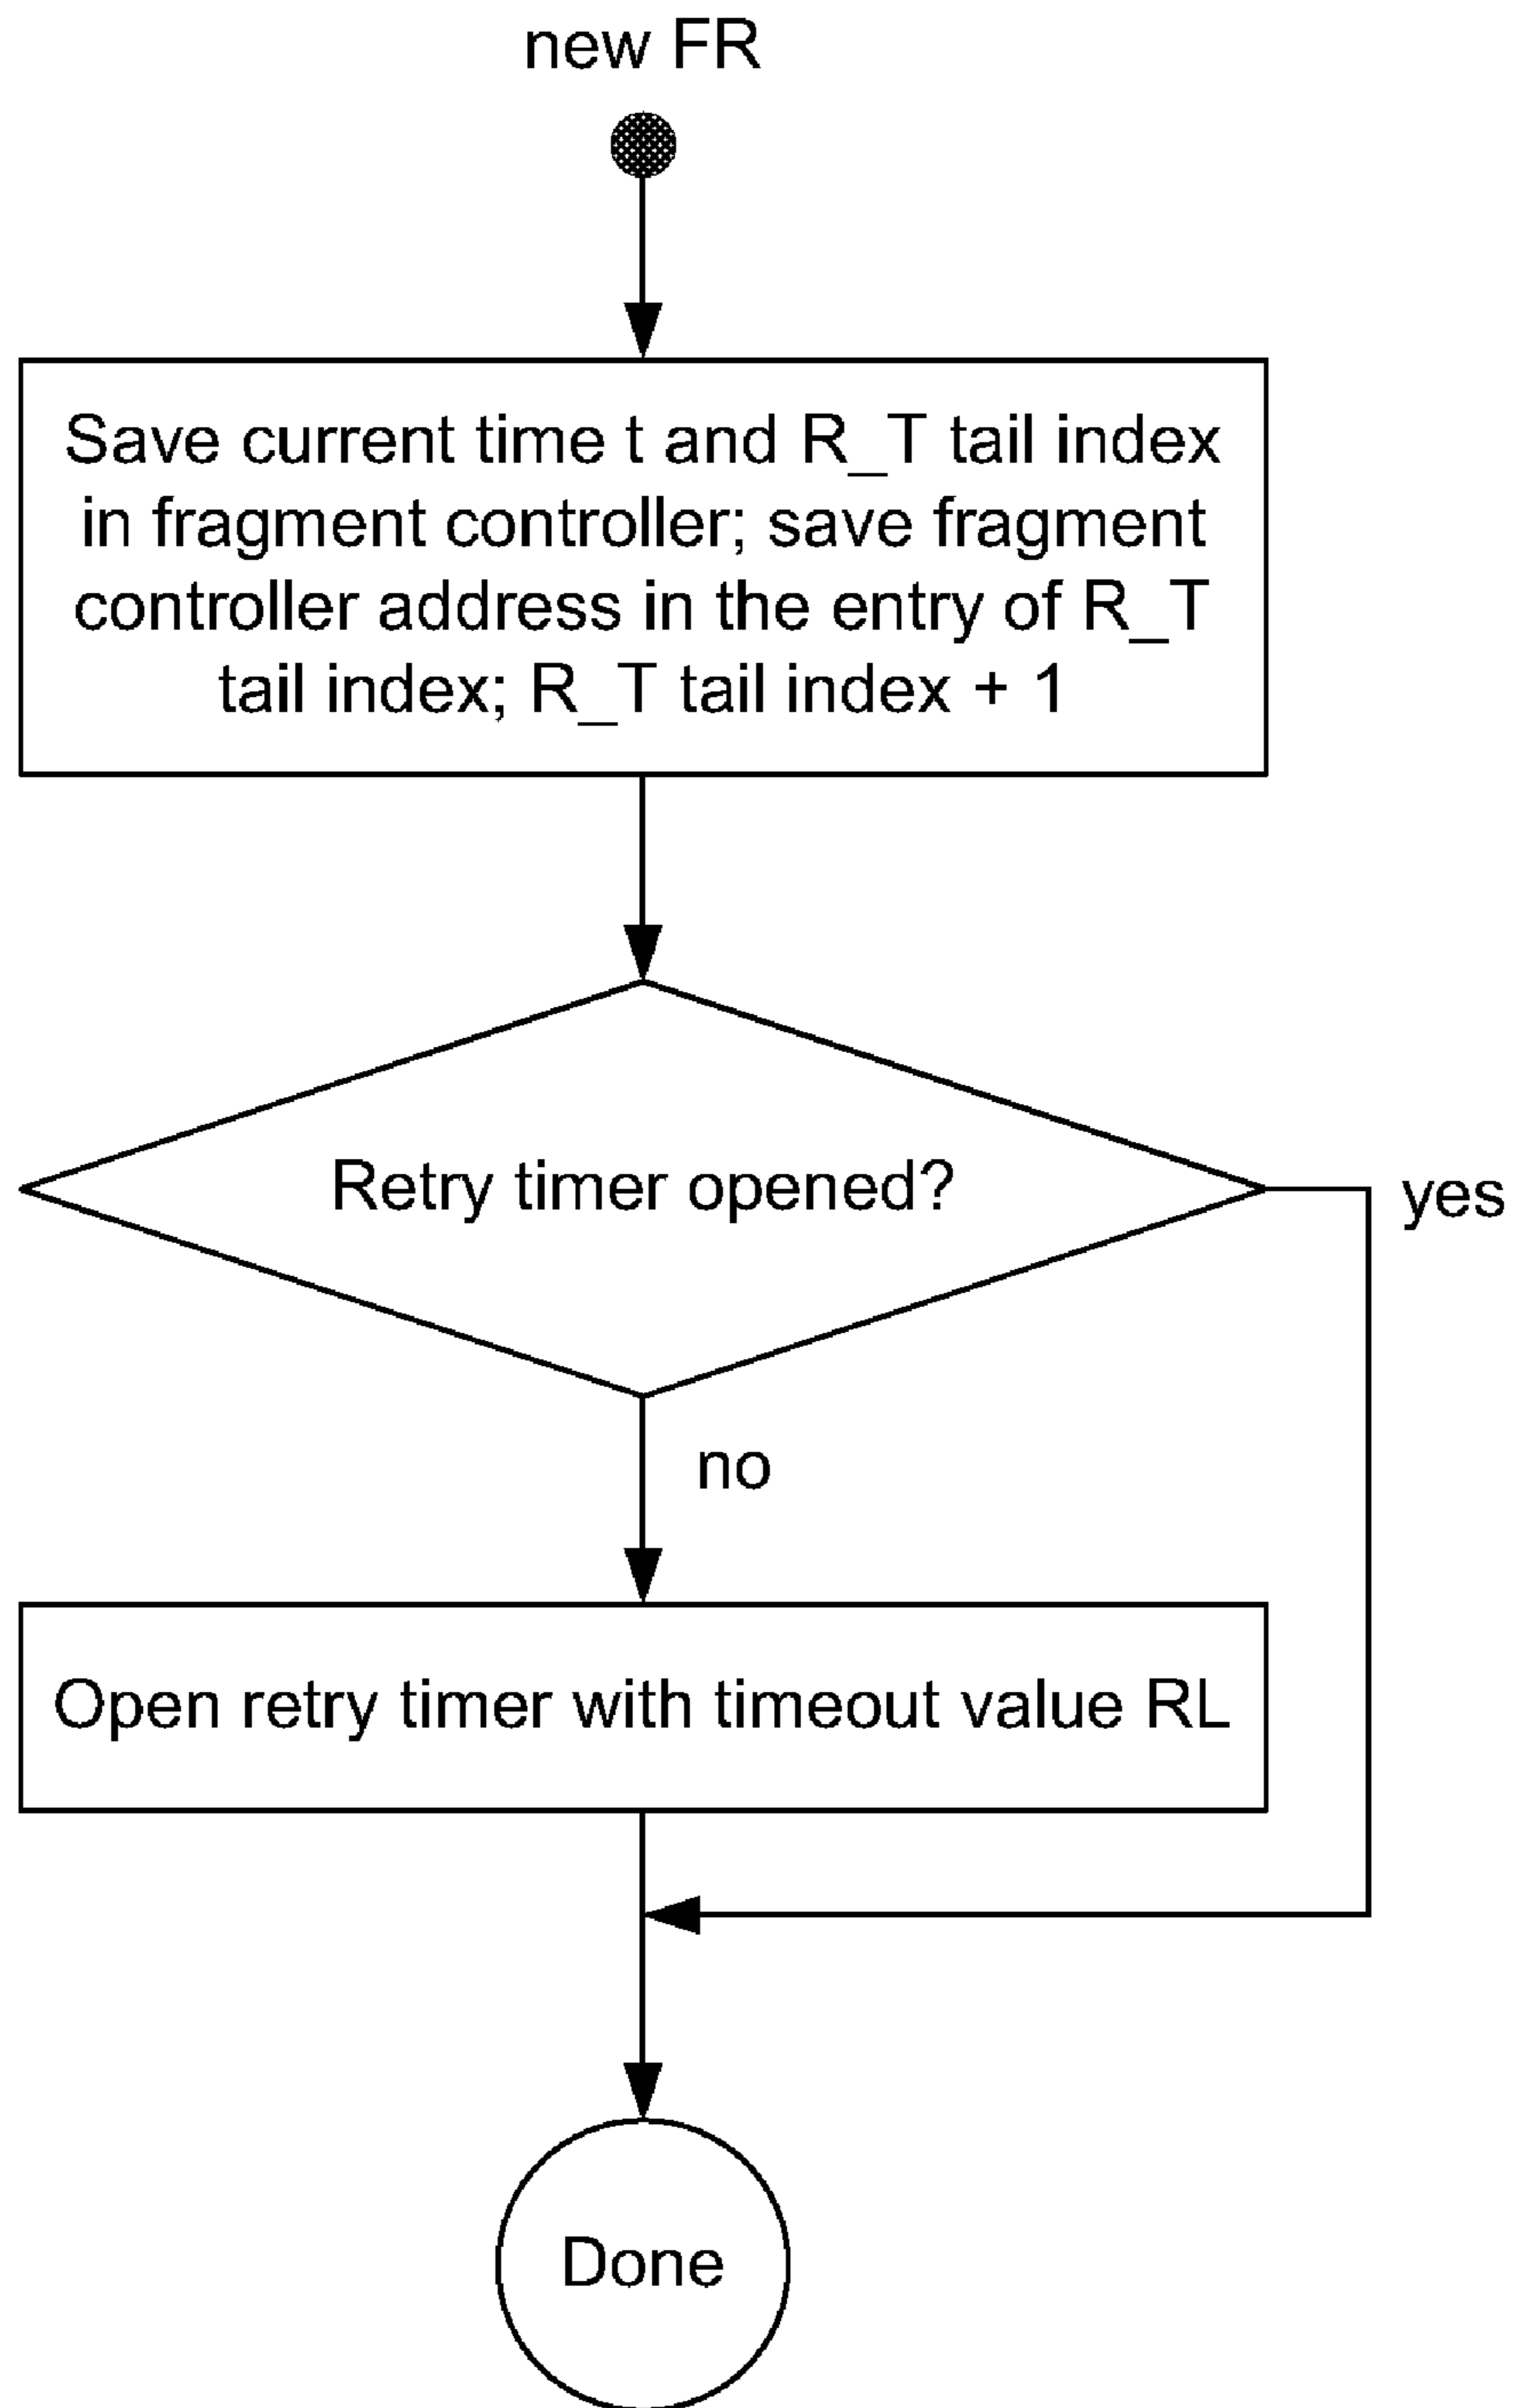 new FR
Save current time t and R_T tail index
in fragment controller; save fragment
controller address in the entry of R_T
tail index; R_T tail index + 1
Retry timer opened?
yes
no
Open retry timer with timeout value RL
Done